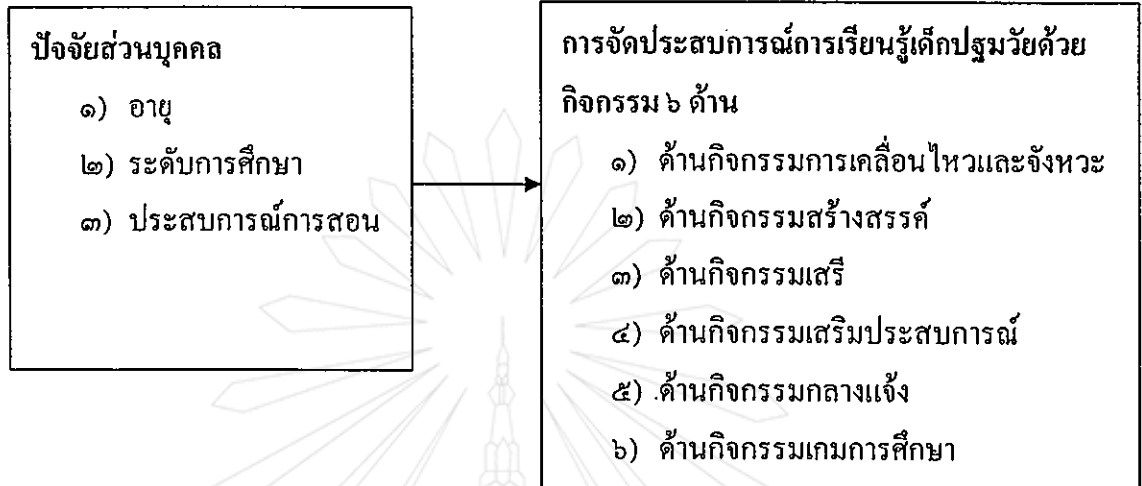 ปัจจัยส่วนบุคคล
๑) อายุ
๒) ระดับการศึกษา
๓) ประสบการณ์การสอน
การจัดประสบการณ์การเรียนรู้เด็กปฐมวัยด้วย
กิจกรรม ๖ ด้าน
๑) ด้านกิจกรรมการเคลื่อนไหวและจังหวะ
๒) ด้านกิจกรรมสร้างสรรค์
๓) ด้านกิจกรรมเสรี
๔) ด้านกิจกรรมเสริมประสบการณ์
๕) ด้านกิจกรรมกลางแจ้ง
๖) ด้านกิจกรรมเกมการศึกษา